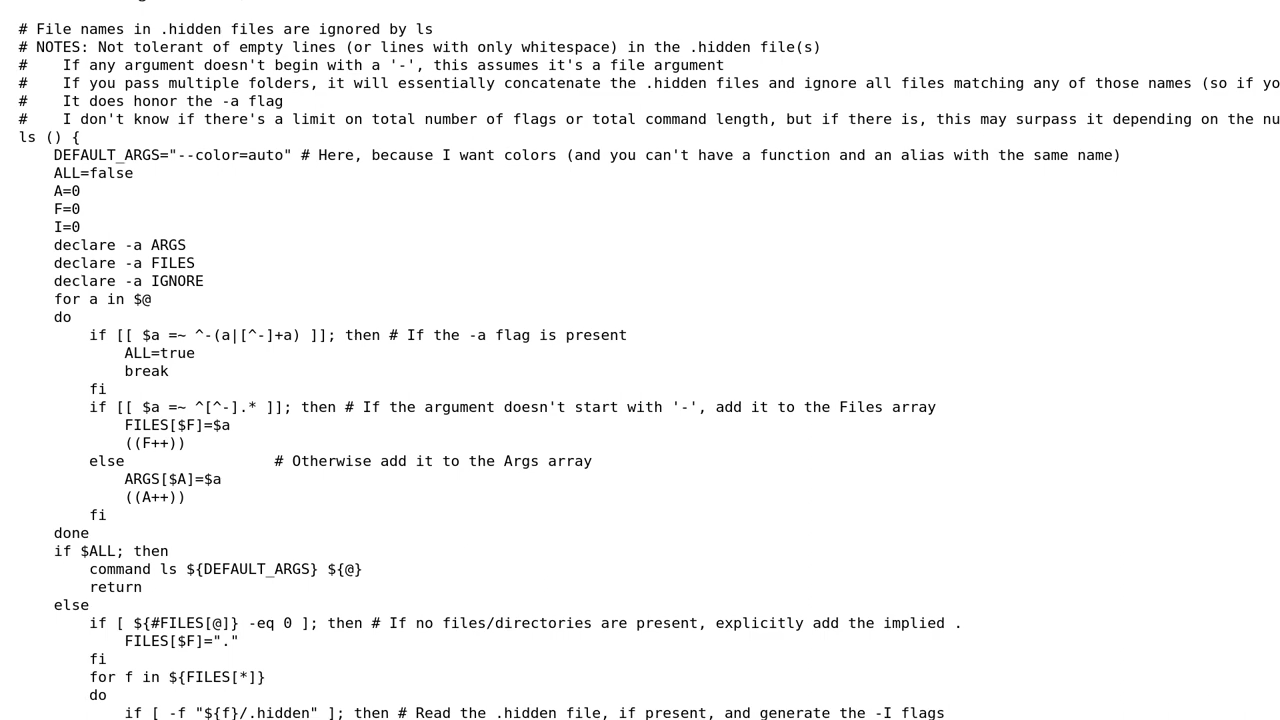 # File names in .hidden files are ignored by ls
# NOTES: Not tolerant of empty lines (or lines with only whitespace) in the .hidden file(s)
#    If any argument doesn't begin with a '-', this assumes it's a file argument
#    If you pass multiple folders, it will essentially concatenate the .hidden files and ignore all files matching any of those names (so if yo
#    It does honor the -a flag
#    I don't know if there's a limit on total number of flags or total command length, but if there is, this may surpass it depending on the nu
ls () {
    DEFAULT_ARGS="--color=auto" # Here, because I want colors (and you can't have a function and an alias with the same name)
    ALL=false
    A=0
    F=0
    I=0
    declare -a ARGS
    declare -a FILES
    declare -a IGNORE
    for a in $@
    do
        if [[ $a =~ ^-(a|[^-]+a) ]]; then # If the -a flag is present
            ALL=true
            break
        fi
        if [[ $a =~ ^[^-].* ]]; then # If the argument doesn't start with '-', add it to the Files array
            FILES[$F]=$a
            ((F++))
        else                 # Otherwise add it to the Args array
            ARGS[$A]=$a
            ((A++))
        fi
    done
    if $ALL; then
        command ls ${DEFAULT_ARGS} ${@}
        return
    else
        if [ ${#FILES[@]} -eq 0 ]; then # If no files/directories are present, explicitly add the implied .
            FILES[$F]="."
        fi
        for f in ${FILES[*]}
        do
            if [ -f "${f}/.hidden" ]; then # Read the .hidden file, if present, and generate the -I flags